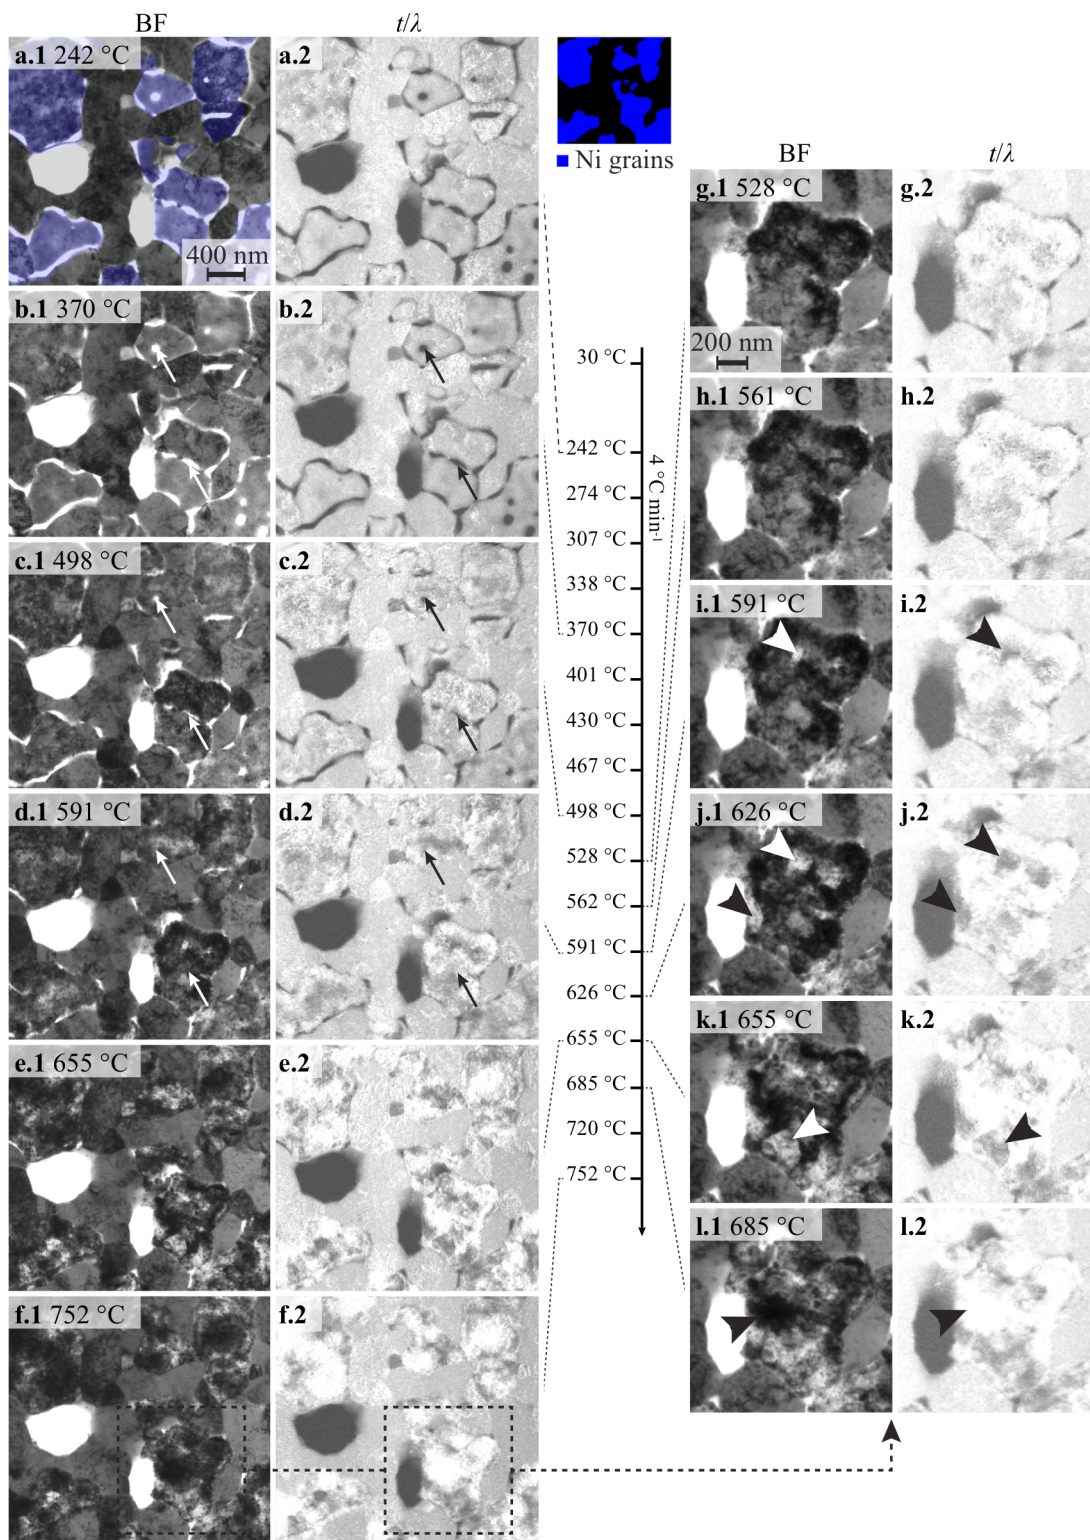 BF
t/λ
a.1 242 °C
a.2
400 nm
b.1 370 °C
b.2
c.1 498 °C
c.2
d.1 591 °C
d.2
e.1 655 °C
e.2
f.1 752 °C
f.2
Ni grains
30 °C
242 °C
274 °C
307 °C
338 °C
370 °C
401 °C
430 °C
467 °C
498 °C
528 °C
562 °C
591 °C
626 °C
655 °C
685 °C
720 °C
752 °C
4 °C min-1
BF
t/λ
g.1 528 °C
g.2
200 nm
h.1 561 °C
h.2
i.1 591 °C
i.2
j.1 626 °C
j.2
k.1 655 °C
k.2
l.1 685 °C
l.2